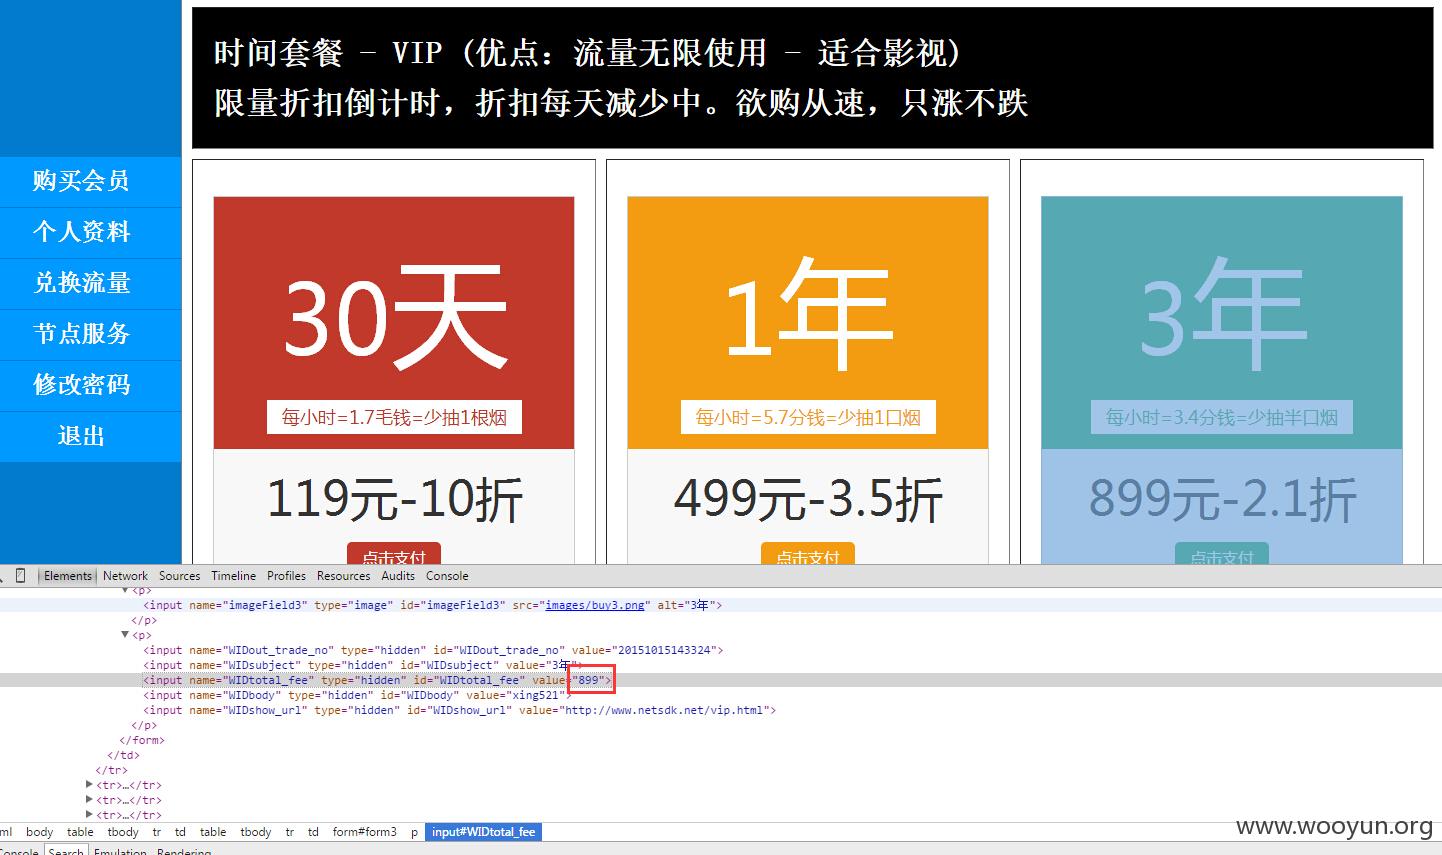 时间套餐 - VIP (优点：流量无限使用 - 适合影视)
限量折扣倒计时，折扣每天减少中。欲购从速，只涨不跌
购买会员
个人资料
兑换流量
节点服务
修改密码
退出
30天
每小时=1.7毛钱=少抽1根烟
119元-10折
点击支付
1年
每小时=5.7分钱=少抽1口烟
499元-3.5折
点击支付
3年
每小时=3.4分钱=少抽半口烟
899元-2.1折
点击支付
Elements Network Sources Timeline Profiles Resources Audits Console
▼<p>
<input name="imageField3" type="image" id="imageField3" src="images/buy3.png" alt="3年">
</p>
▼<p>
<input name="WIDout_trade_no" type="hidden" id="WIDout_trade_no" value="20151015143324">
<input name="WIDsubject" type="hidden" id="WIDsubject" value="3年">
<input name="WIDtotal_fee" type="hidden" id="WIDtotal_fee" value="899">
<input name="WIDbody" type="hidden" id="WIDbody" value="xing521">
<input name="WIDshow_url" type="hidden" id="WIDshow_url" value="http://www.netsdk.net/vip.html">
</p>
</form>
</td>
</tr>
▶<tr>…</tr>
▶<tr>…</tr>
▶<tr>…</tr>
ml body table tbody tr td table tbody tr td form#form3 p input#WIDtotal_fee
www.wooyun.org
Console Search Emulation Rendering